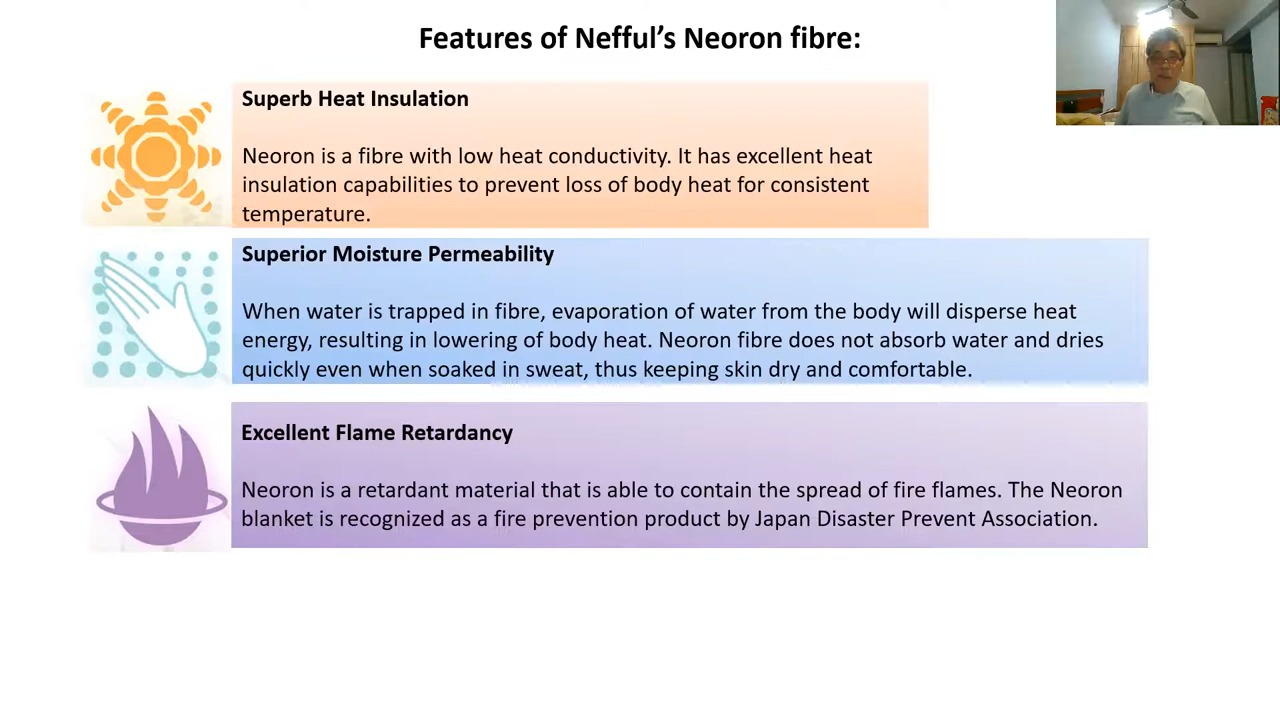 Features of Nefful's Neoron fibre:
Superb Heat Insulation
Neoron is a fibre with low heat conductivity. It has excellent heat
insulation capabilities to prevent loss of body heat for consistent
temperature.
Superior Moisture Permeability
When water is trapped in fibre, evaporation of water from the body will disperse heat
energy, resulting in lowering of body heat. Neoron fibre does not absorb water and dries
quickly even when soaked in sweat, thus keeping skin dry and comfortable.
Excellent Flame Retardancy
Neoron is a retardant material that is able to contain the spread of fire flames. The Neoron
blanket is recognized as a fire prevention product by Japan Disaster Prevent Association.